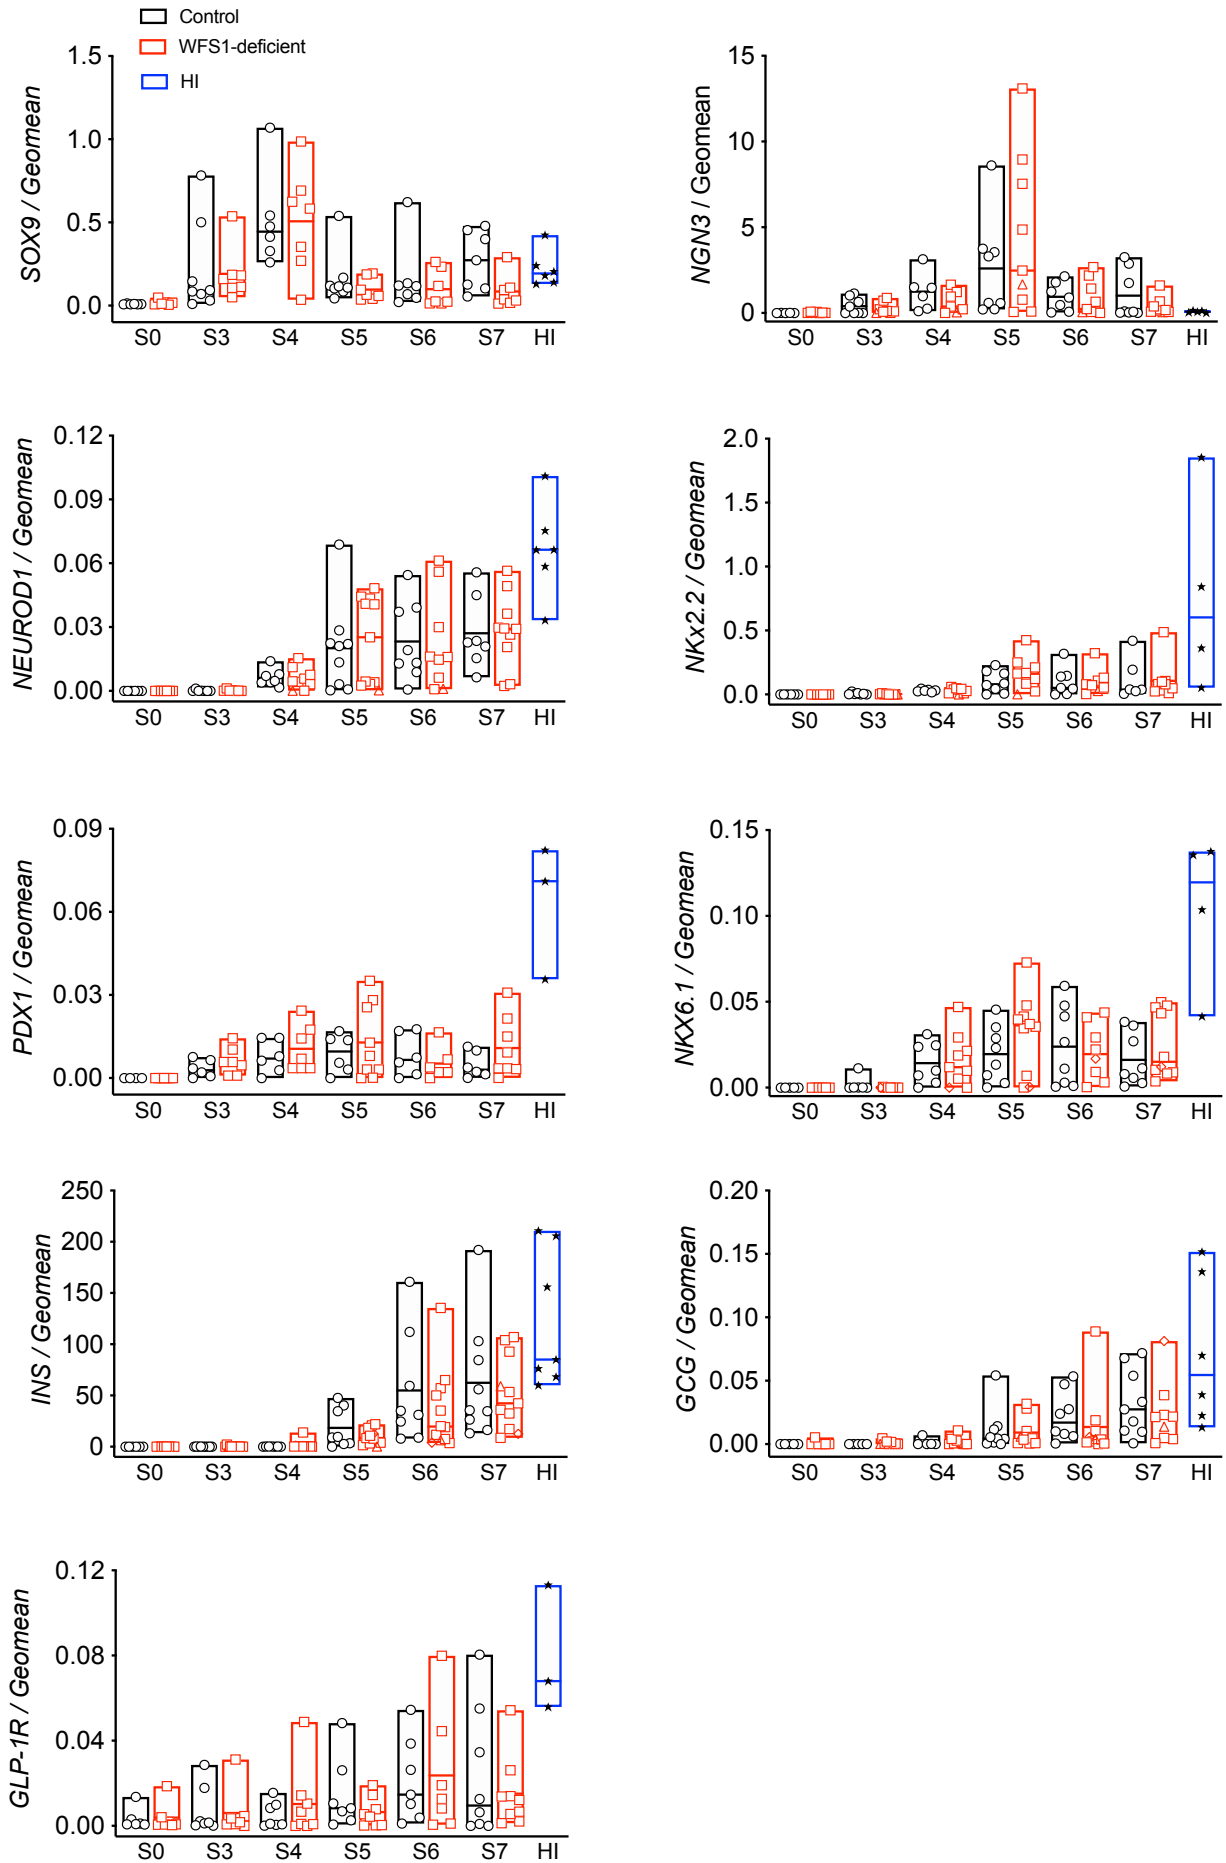 Control
WFS1-deficient
HI
SOX9 / Geomean
1.5
1.0
0.5
0.0
S0 S3 S4 S5 S6 S7 HI
NGN3 / Geomean
15
10
5
0
S0 S3 S4 S5 S6 S7 HI
NEUROD1 / Geomean
0.12
0.09
0.06
0.03
0.00
S0 S3 S4 S5 S6 S7 HI
NKx2.2 / Geomean
2.0
1.5
1.0
0.5
0.0
S0 S3 S4 S5 S6 S7 HI
PDX1 / Geomean
0.09
0.06
0.03
0.00
S0 S3 S4 S5 S6 S7 HI
NKX6.1 / Geomean
0.15
0.10
0.05
0.00
S0 S3 S4 S5 S6 S7 HI
INS / Geomean
250
200
150
100
50
0
S0 S3 S4 S5 S6 S7 HI
GCG / Geomean
0.20
0.15
0.10
0.05
0.00
S0 S3 S4 S5 S6 S7 HI
GLP-1R / Geomean
0.12
0.08
0.04
0.00
S0 S3 S4 S5 S6 S7 HI